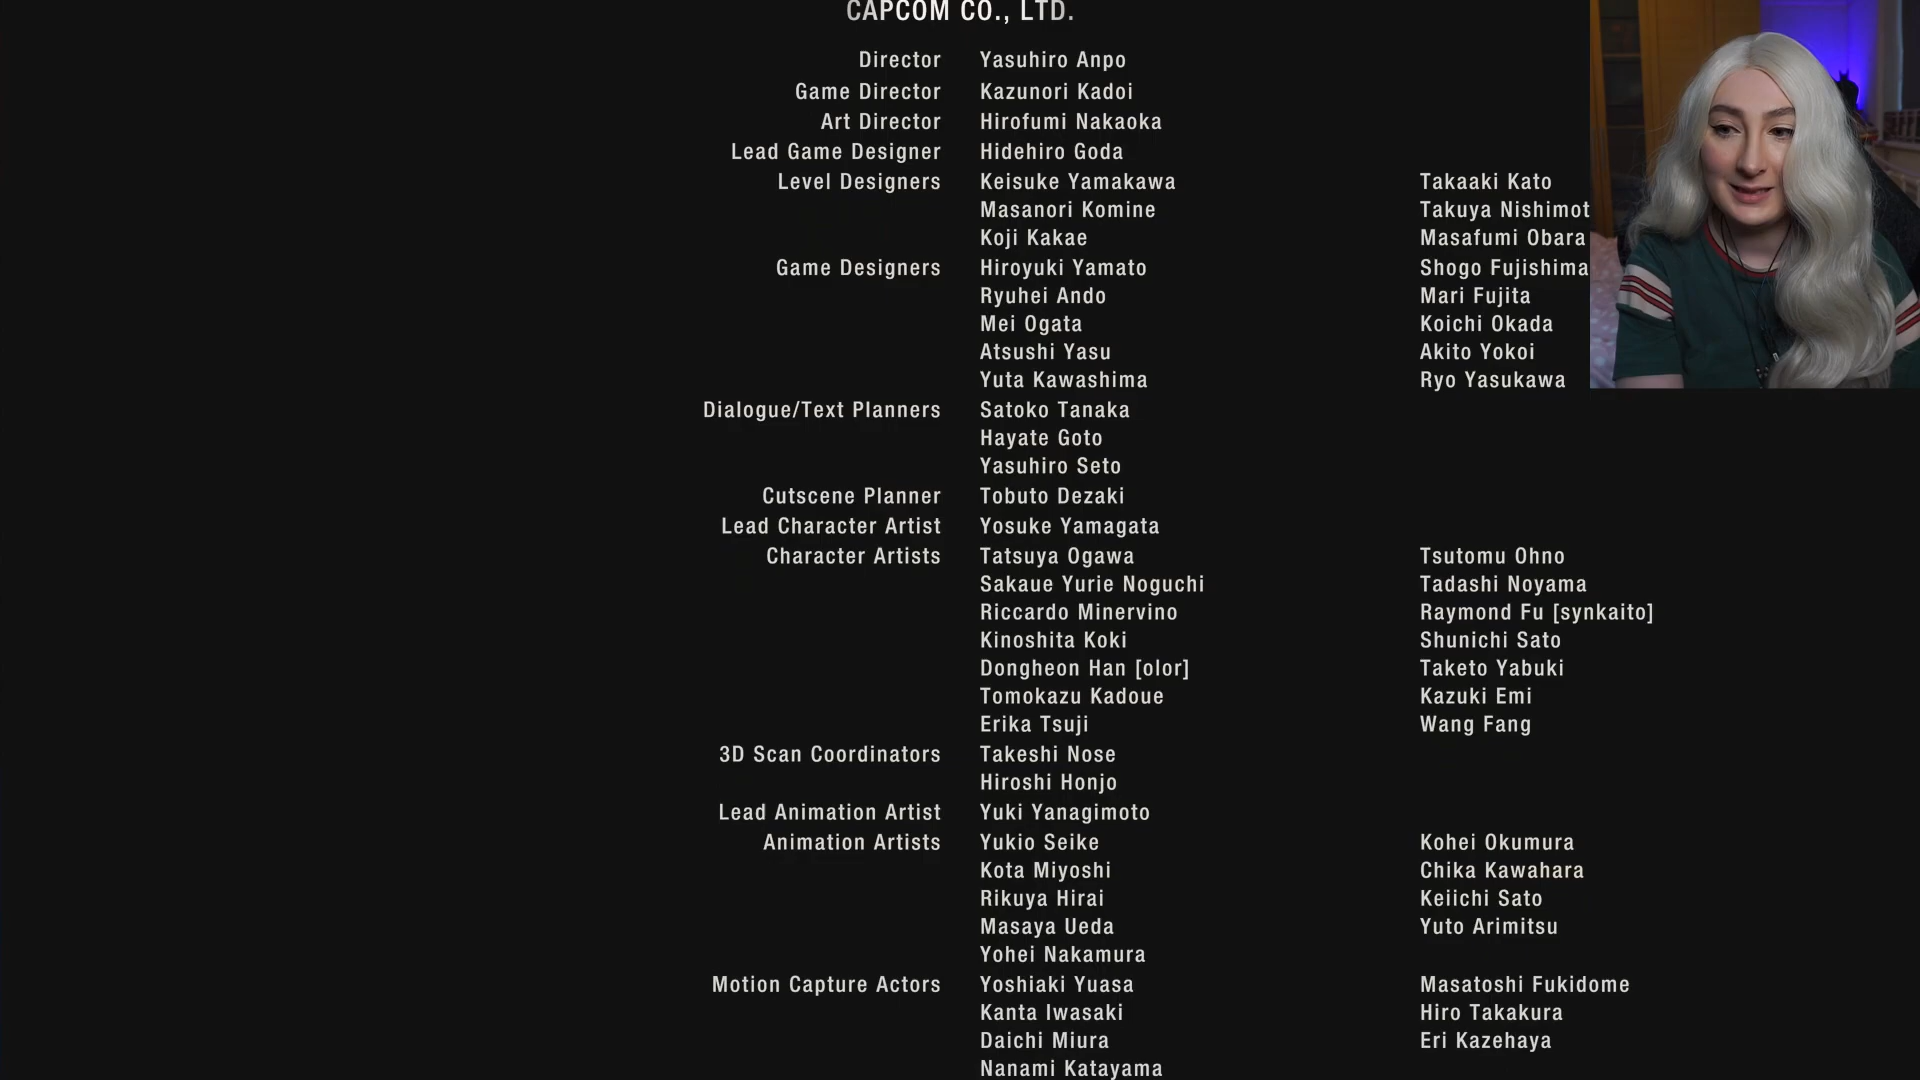 CAPCOM CO., LTD.
Director Yasuhiro Anpo
Game Director Kazunori Kadoi
Art Director Hirofumi Nakaoka
Lead Game Designer Hidehiro Goda
Level Designers Keisuke Yamakawa Takaaki Kato
Masanori Komine Takuya Nishimot
Koji Kakae Masafumi Obara
Game Designers Hiroyuki Yamato Shogo Fujishima
Ryuhei Ando Mari Fujita
Mei Ogata Koichi Okada
Atsushi Yasu Akito Yokoi
Yuta Kawashima Ryo Yasukawa
Dialogue/Text Planners Satoko Tanaka
Hayate Goto
Yasuhiro Seto
Cutscene Planner Tobuto Dezaki
Lead Character Artist Yosuke Yamagata
Character Artists Tatsuya Ogawa Tsutomu Ohno
Sakaue Yurie Noguchi Tadashi Noyama
Riccardo Minervino Raymond Fu [synkaito]
Kinoshita Koki Shunichi Sato
Dongheon Han [olor] Taketo Yabuki
Tomokazu Kadoue Kazuki Emi
Erika Tsuji Wang Fang
3D Scan Coordinators Takeshi Nose
Hiroshi Honjo
Lead Animation Artist Yuki Yanagimoto
Animation Artists Yukio Seike Kohei Okumura
Kota Miyoshi Chika Kawahara
Rikuya Hirai Keiichi Sato
Masaya Ueda Yuto Arimitsu
Yohei Nakamura
Motion Capture Actors Yoshiaki Yuasa Masatoshi Fukidome
Kanta Iwasaki Hiro Takakura
Daichi Miura Eri Kazehaya
Nanami Katayama